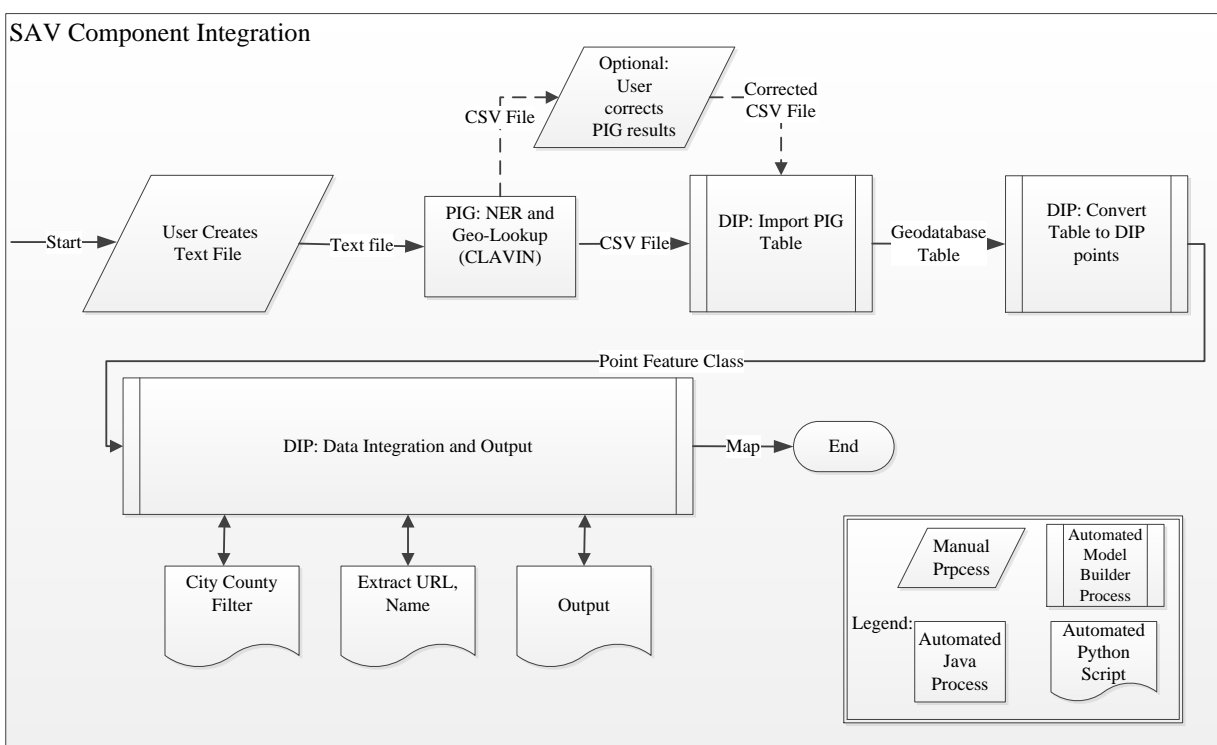 SAV Component Integration
Optional:
User
corrects
PIG results
CSV File
Corrected
CSV File
Start
User Creates
Text File
Text file
PIG: NER and
Geo-Lookup
(CLAVIN)
CSV File
DIP: Import PIG
Table
Geodatabase
Table
DIP: Convert
Table to DIP
points
Point Feature Class
DIP: Data Integration and Output
Map
End
City County
Filter
Extract URL,
Name
Output
Legend:
Manual
Prpcess
Automated
Model
Builder
Process
Automated
Java
Process
Automated
Python
Script